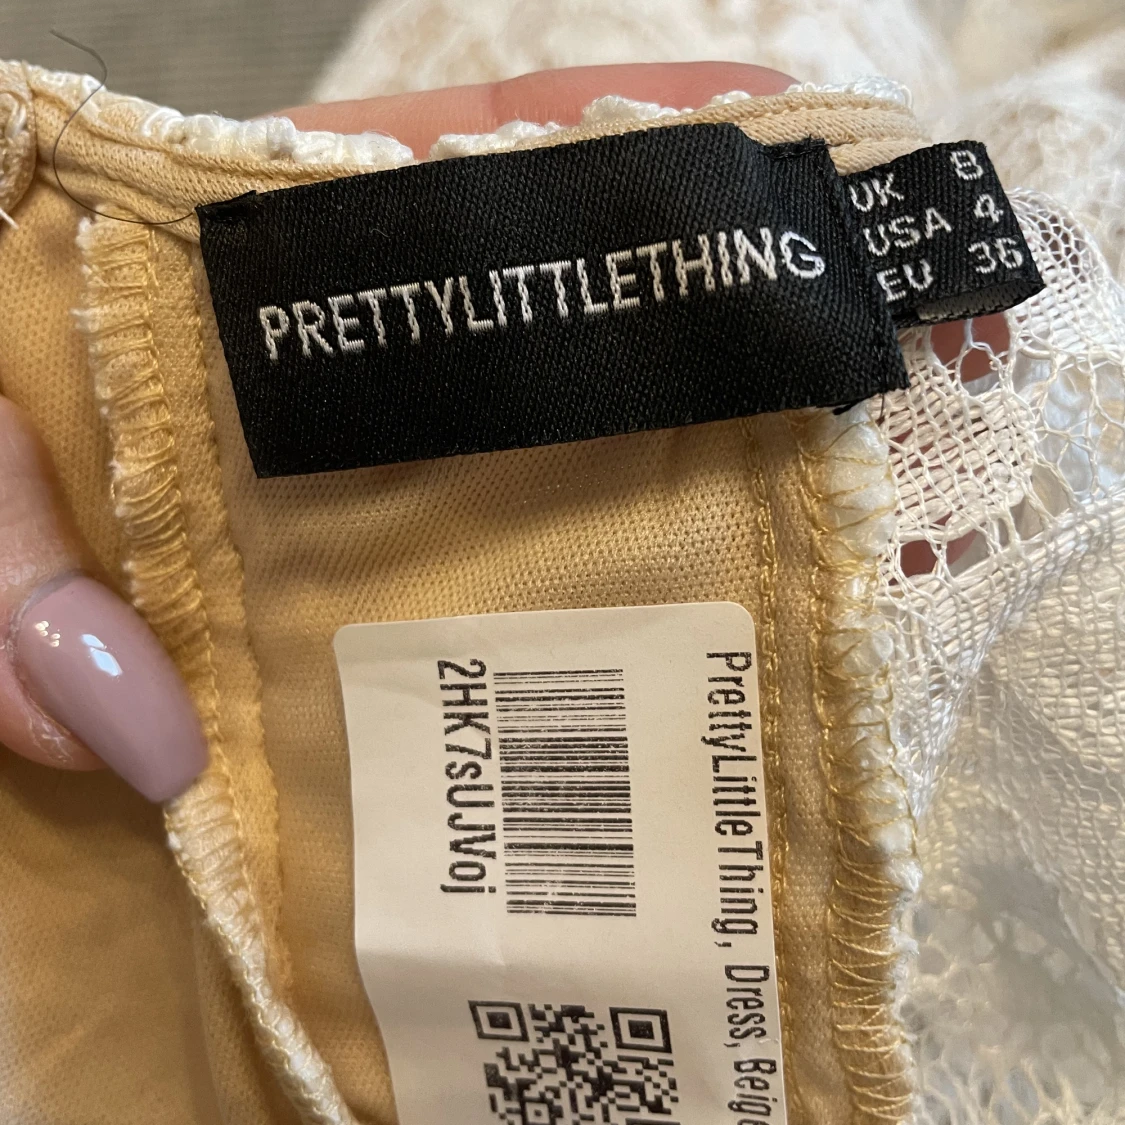 PRETTYLITTLETHING
UK 8
USA 4
EU 36
PrettyLittleThing, Dress, Beige
2HK7sUJVoj